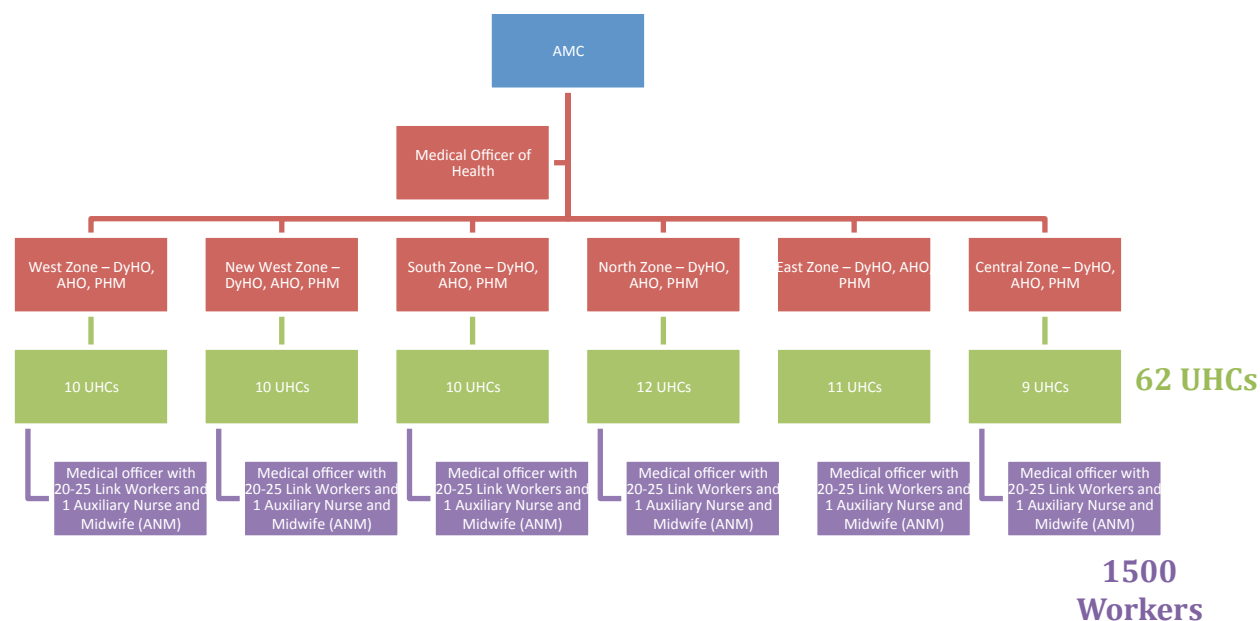 AMC
Medical Officer of
Health
West Zone – DyHO,
AHO, PHM
New West Zone –
DyHO, AHO, PHM
South Zone – DyHO,
AHO, PHM
North Zone – DyHO,
AHO, PHM
East Zone – DyHO, AHO
PHM
Central Zone – DyHO,
AHO, PHM
10 UHCs
10 UHCs
10 UHCs
12 UHCs
11 UHCs
9 UHCs
62 UHCs
Medical officer with
20-25 Link Workers and
1 Auxiliary Nurse and
Midwife (ANM)
Medical officer with
20-25 Link Workers and
1 Auxiliary Nurse and
Midwife (ANM)
Medical officer with
20-25 Link Workers and
1 Auxiliary Nurse and
Midwife (ANM)
Medical officer with
20-25 Link Workers and
1 Auxiliary Nurse and
Midwife (ANM)
Medical officer with
20-25 Link Workers and
1 Auxiliary Nurse and
Midwife (ANM)
Medical officer with
20-25 Link Workers and
1 Auxiliary Nurse and
Midwife (ANM)
1500
Workers